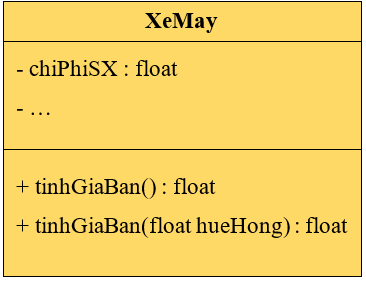 XeMay
- chiPhiSX : float
- …
+ tinhGiaBan() : float
+ tinhGiaBan(float hueHong) : float